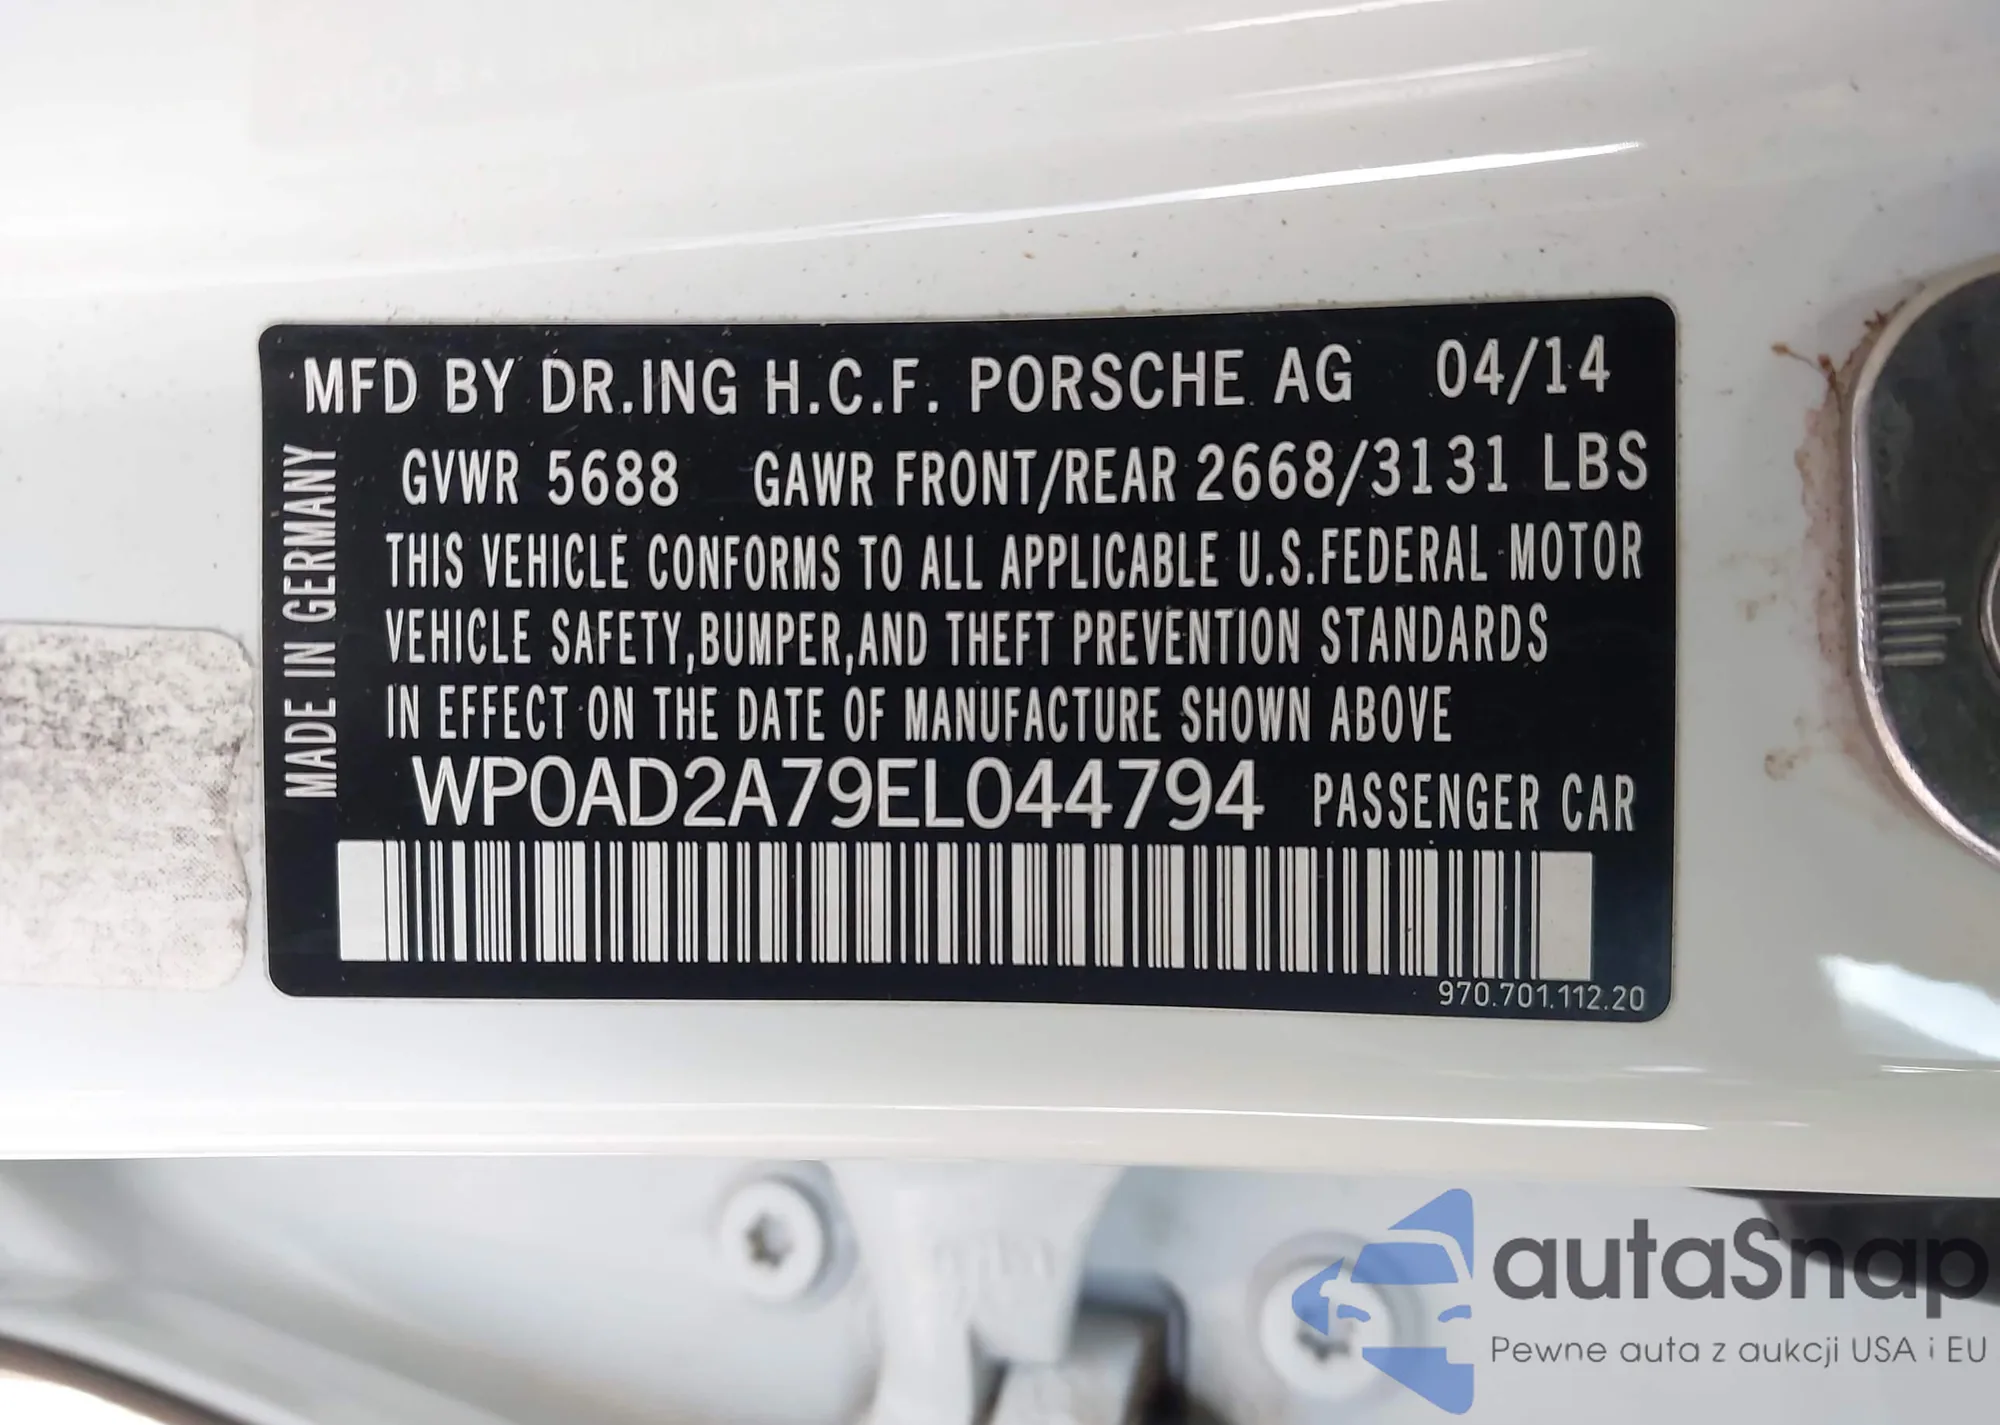 MFD BY DR.ING H.C.F. PORSCHE AG 04/14
GVWR 5688 GAWR FRONT/REAR 2668/3131 LBS
THIS VEHICLE CONFORMS TO ALL APPLICABLE U.S.FEDERAL MOTOR
VEHICLE SAFETY,BUMPER,AND THEFT PREVENTION STANDARDS
IN EFFECT ON THE DATE OF MANUFACTURE SHOWN ABOVE
WP0AD2A79EL044794 PASSENGER CAR
970.701.112.20
MADE IN GERMANY
autaSnap
Pewne auta z aukcji USA i EU